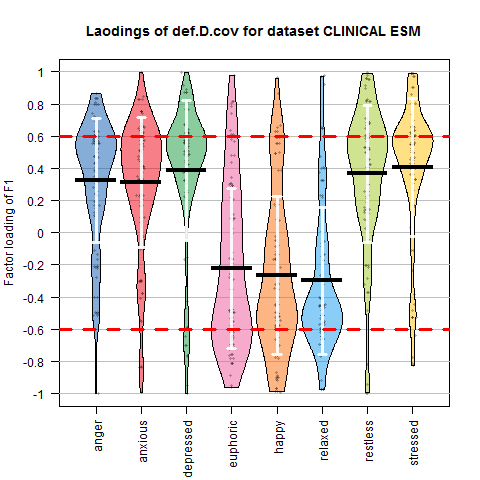 Laodings of def.D.cov for dataset CLINICAL ESM
Factor loading of F1
1
0.8
0.6
0.4
0.2
0
-0.2
-0.4
-0.6
-0.8
-1
anger
anxious
depressed
euphoric
happy
relaxed
restless
stressed